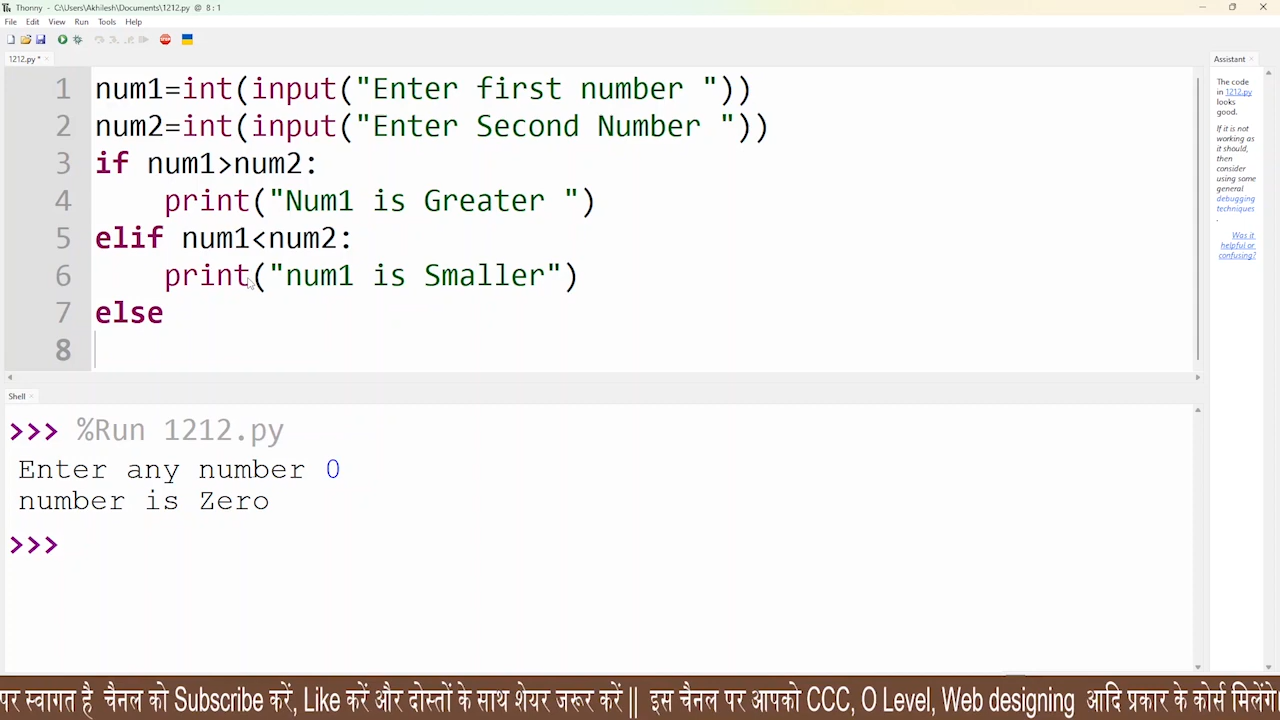 Thonny - C:\Users\Akhilesh\Documents\1212.py @ 8 : 1
File Edit View Run Tools Help
1212.py * ×
1 num1=int(input("Enter first number "))
2 num2=int(input("Enter Second Number "))
3 if num1>num2:
4 print("Num1 is Greater ")
5 elif num1<num2:
6 print("num1 is Smaller")
7 else
8
Assistant ×
The code
in 1212.py
looks
good.
If it is not
working as
it should,
then
consider
using some
general
debugging
techniques
.
Was it
helpful or
confusing?
Shell ×
>>> %Run 1212.py
Enter any number 0
number is Zero
>>>
पर स्वागत है चैनल को Subscribe करें, Like करें और दोस्तों के साथ शेयर ज़रूर करें || इस चैनल पर आपको CCC, O Level, Web designing आदि प्रकार के कोर्स मिलेंगे